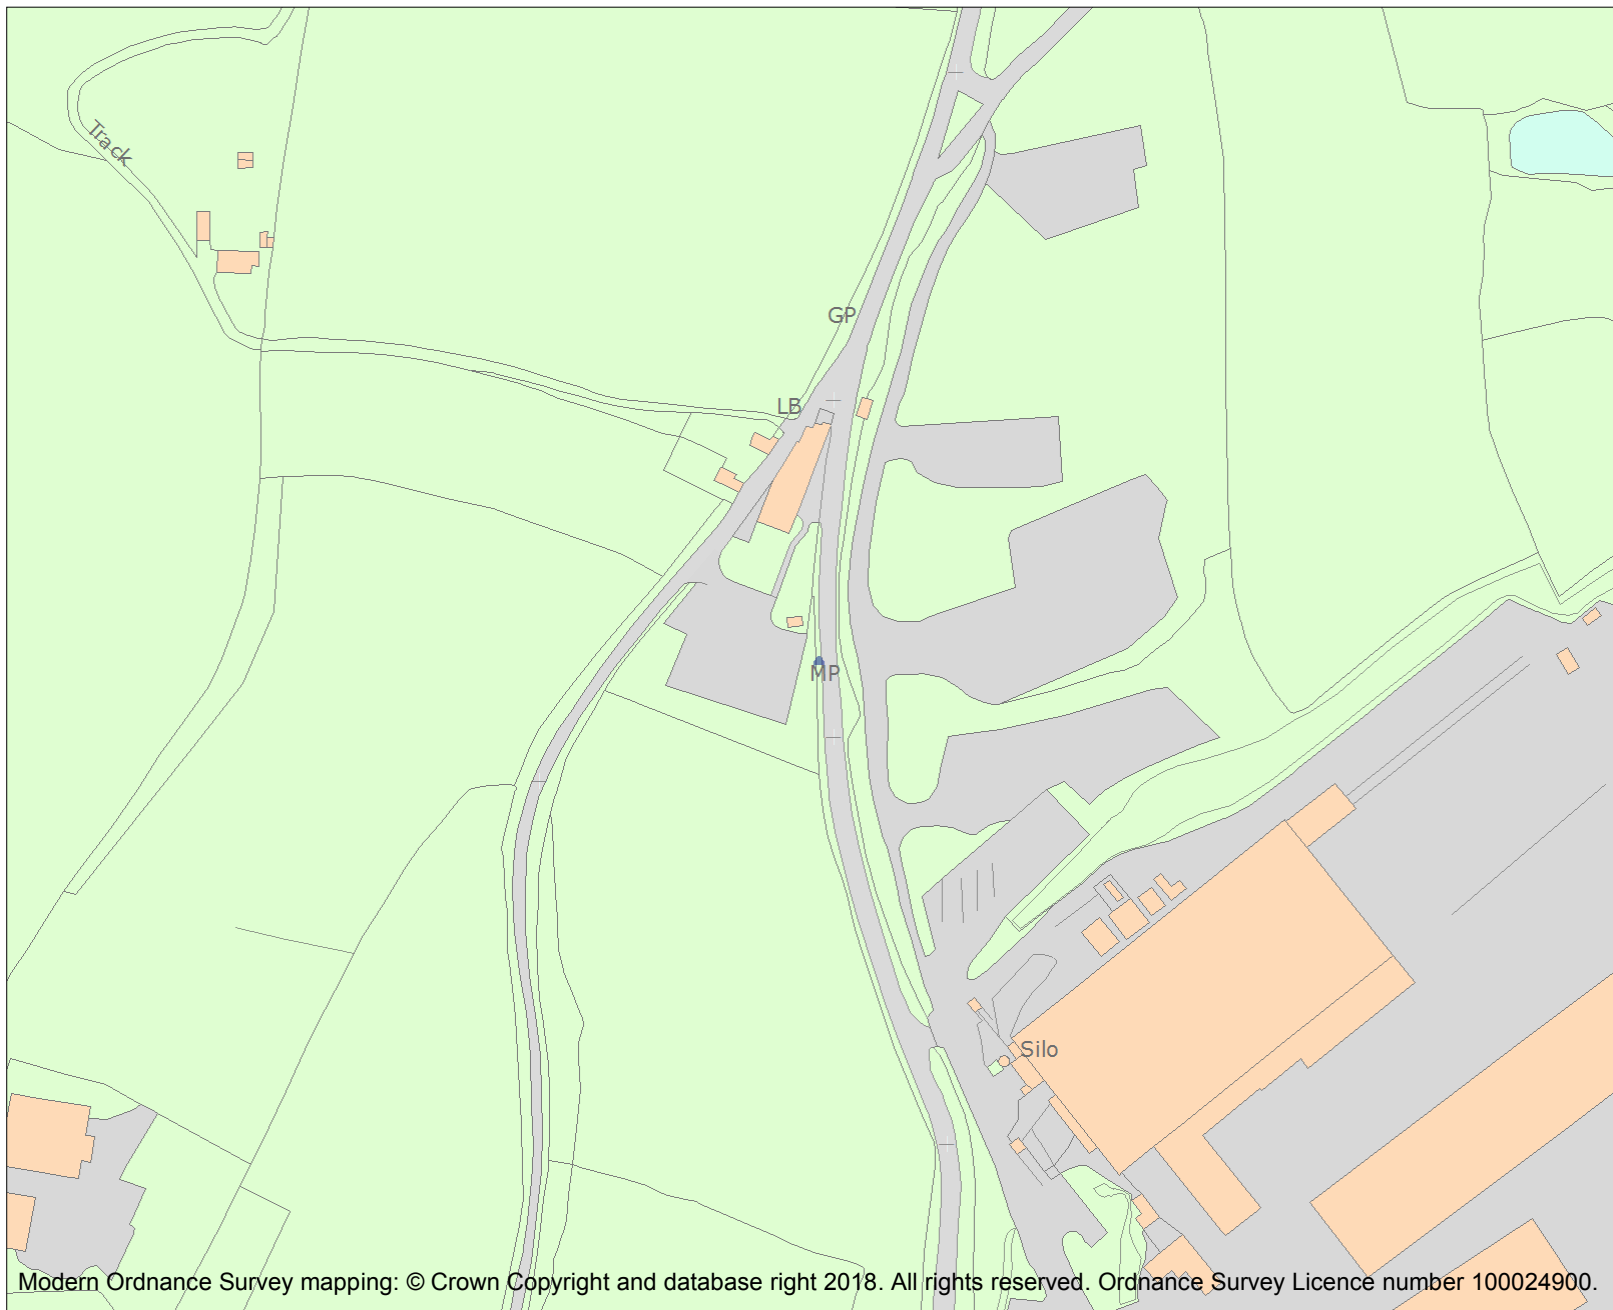 Track
GP
LB
MP
Silo
Modern Ordnance Survey mapping: © Crown Copyright and database right 2018. All rights reserved. Ordnance Survey Licence number 100024900.